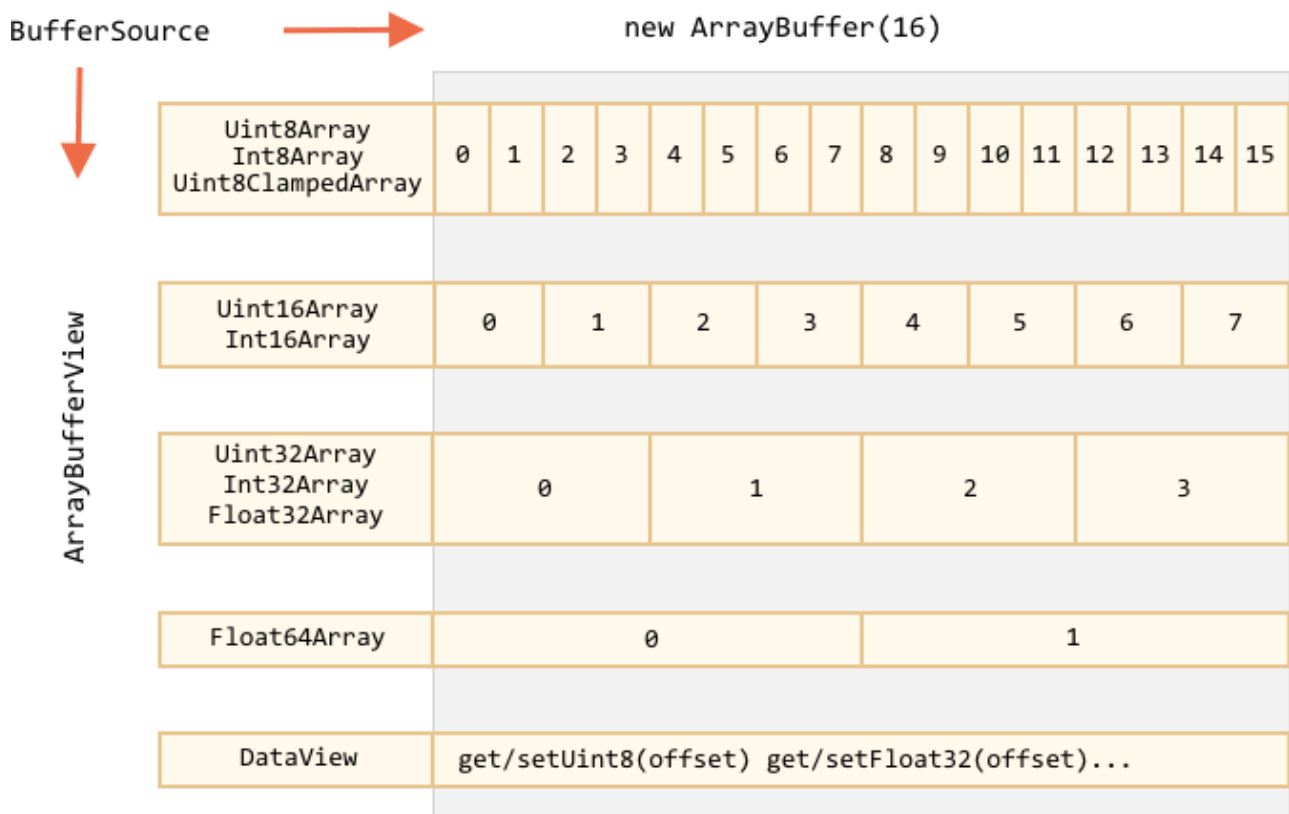 BufferSource
new ArrayBuffer(16)
ArrayBufferView
Uint8Array
Int8Array
Uint8ClampedArray
0 1 2 3 4 5 6 7 8 9 10 11 12 13 14 15
Uint16Array
Int16Array
0 1 2 3 4 5 6 7
Uint32Array
Int32Array
Float32Array
0 1 2 3
Float64Array
0 1
DataView
get/setUint8(offset) get/setFloat32(offset)...